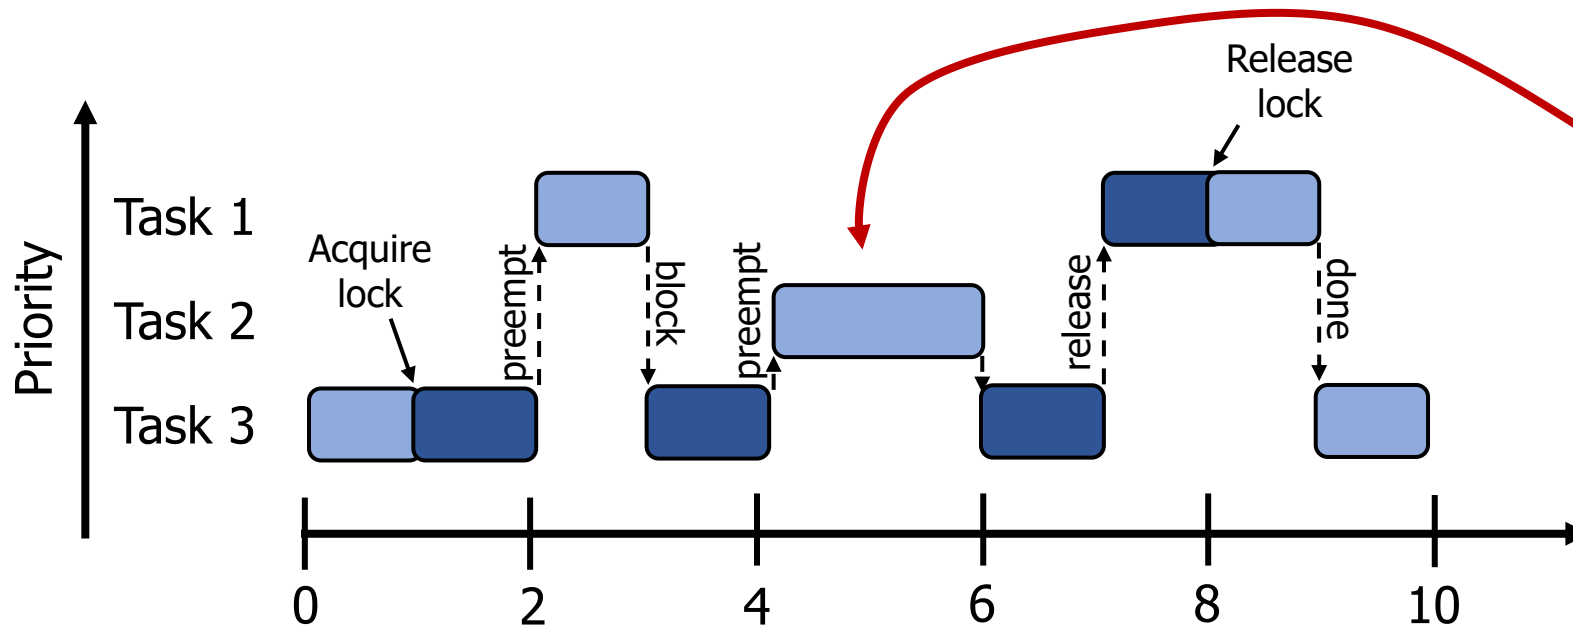 Release
lock
Priority
Task 1
Acquire
lock
preempt
block
preempt
release
done
Task 2
Task 3
0
2
4
6
8
10